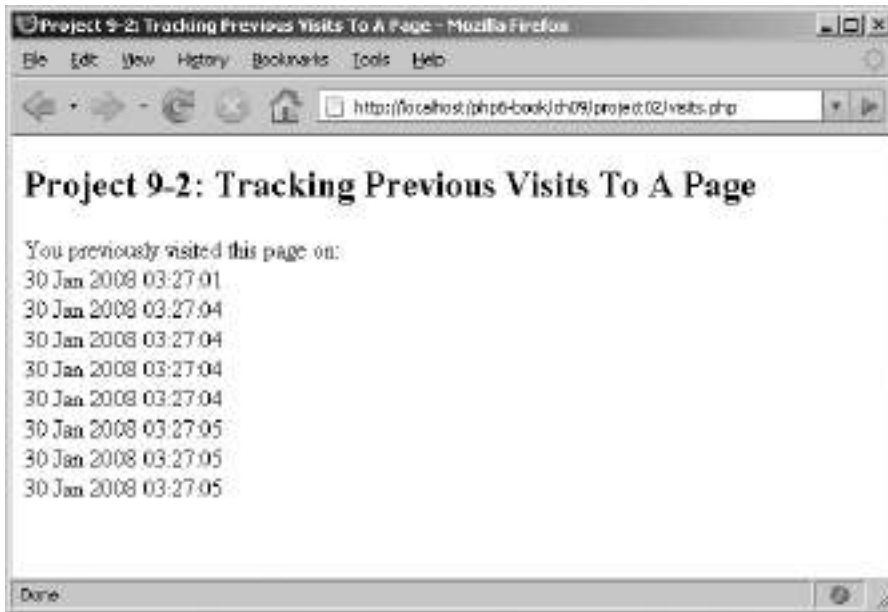 Project 9-2: Tracking Previous Visits To A Page - Mozilla Firefox
File Edit View History Bookmarks Tools Help
http://localhost/php6-book/ch09/project02/visits.php
Project 9-2: Tracking Previous Visits To A Page
You previously visited this page on:
30 Jan 2008 03:27:01
30 Jan 2008 03:27:04
30 Jan 2008 03:27:04
30 Jan 2008 03:27:04
30 Jan 2008 03:27:04
30 Jan 2008 03:27:05
30 Jan 2008 03:27:05
30 Jan 2008 03:27:05
Done